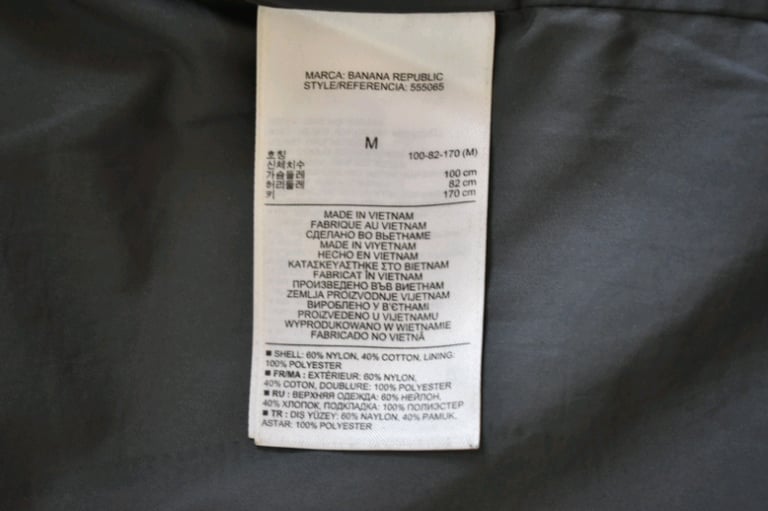 MARCA: BANANA REPUBLIC
STYLE/REFERENCIA: 555065
M
호칭 100-82-170 (M)
신체치수
가슴둘레 100 cm
허리둘레 82 cm
키 170 cm
MADE IN VIETNAM
FABRIQUE AU VIETNAM
СДЕЛАНО ВО ВЬЕТНАМЕ
MADE IN VIYETNAM
HECHO EN VIETNAM
ΚΑΤΑΣΚΕΥΑΣΤΗΚΕ ΣΤΟ ΒΙΕΤΝΑΜ
FABRICAT ÎN VIETNAM
ПРОИЗВЕДЕНО ВЪВ ВИЕТНАМ
ZEMLJA PROIZVODNJE VIJETNAM
ВИРОБЛЕНО У В'ЄТНАМІ
PROIZVEDENO U VIJETNAMU
WYPRODUKOWANO W WIETNAMIE
FABRICADO NO VIETNÃ
■ SHELL: 60% NYLON, 40% COTTON, LINING:
100% POLYESTER
■ FR/MA : EXTÉRIEUR: 60% NYLON,
40% COTON, DOUBLURE: 100% POLYESTER
■ RU : ВЕРХНЯЯ ОДЕЖДА: 60% НЕЙЛОН,
40% ХЛОПОК, ПОДКЛАДКА: 100% ПОЛИЭСТЕР
■ TR : DIŞ YÜZEY: 60% NAYLON, 40% PAMUK,
ASTAR: 100% POLYESTER